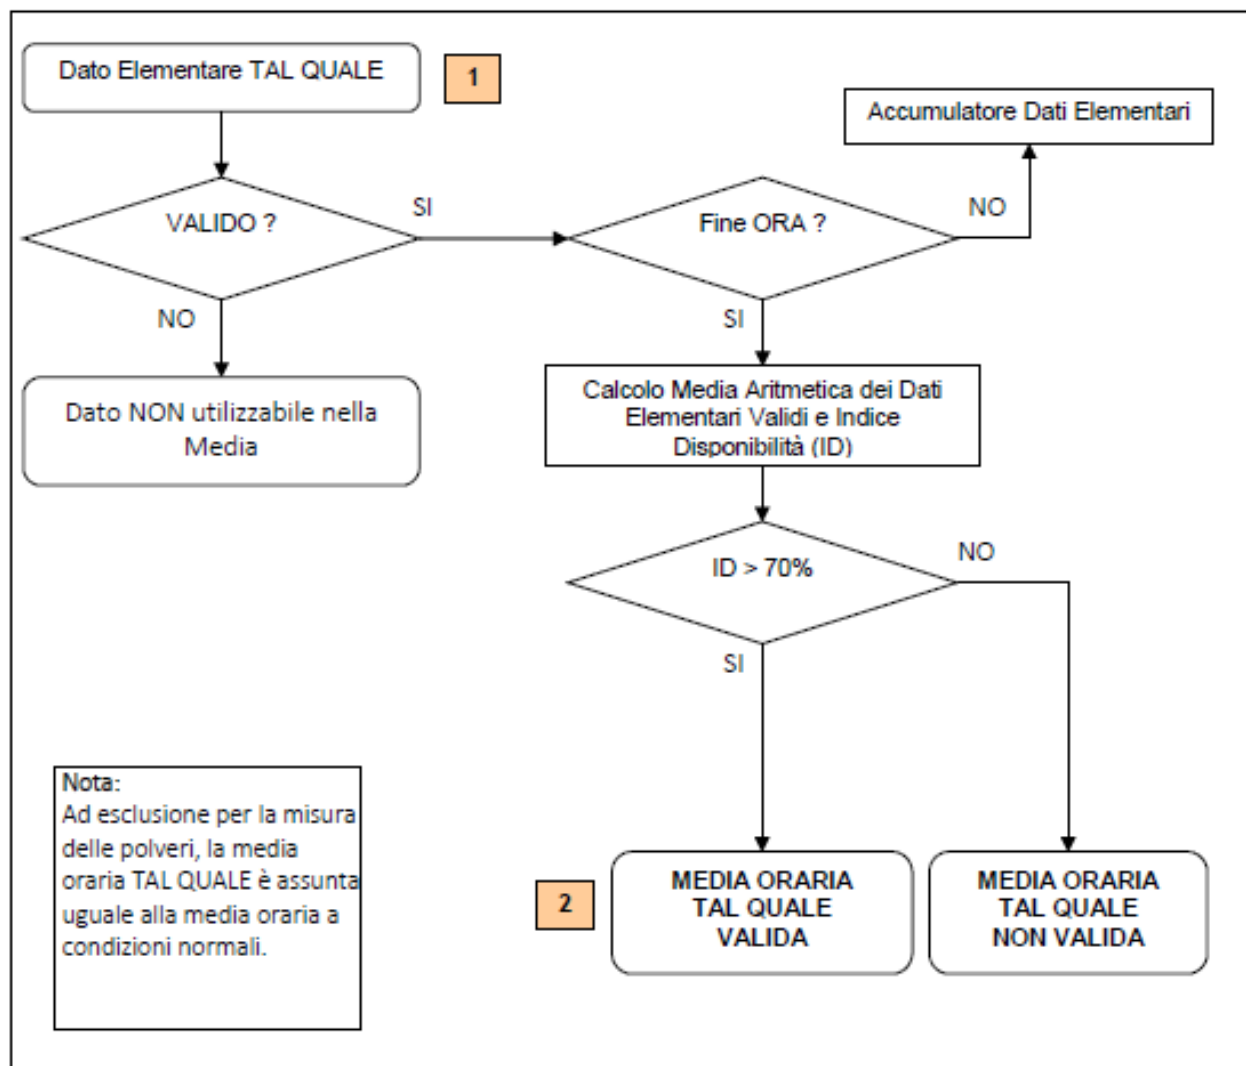 Dato Elementare TAL QUALE
1
Accumulatore Dati Elementari
VALIDO ?
SI
Fine ORA ?
NO
NO
SI
Dato NON utilizzabile nella
Media
Calcolo Media Aritmetica dei Dati
Elementari Validi e Indice
Disponibilità (ID)
ID > 70%
NO
SI
Nota:
Ad esclusione per la misura
delle polveri, la media
oraria TAL QUALE è assunta
uguale alla media oraria a
condizioni normali.
2
MEDIA ORARIA
TAL QUALE
VALIDA
MEDIA ORARIA
TAL QUALE
NON VALIDA